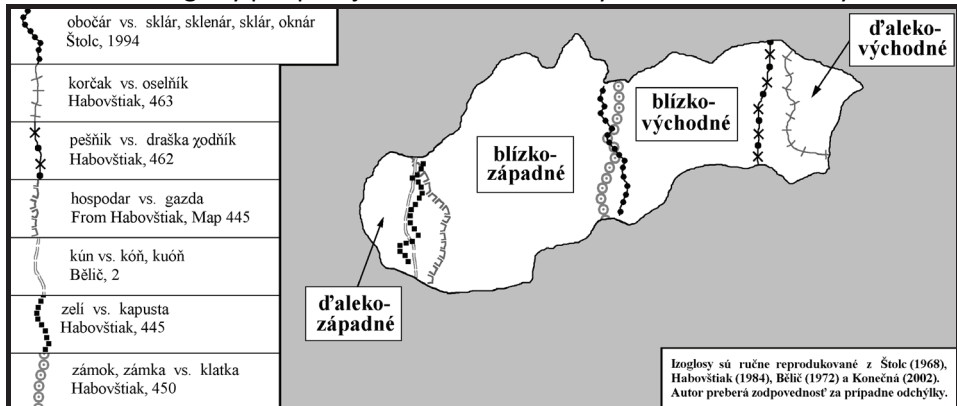 obočár vs. sklár, sklenár, sklár, oknár
Štolc, 1994
korčak vs. oselňík
Habovštiak, 463
pešňik vs. draška χodňík
Habovštiak, 462
hospodar vs. gazda
From Habovštiak, Map 445
kún vs. kóň, kuóň
Bělič, 2
zelí vs. kapusta
Habovštiak, 445
zámok, zámka vs. klatka
Habovštiak, 450
ďaleko-
východné
blízko-
východné
blízko-
západné
ďaleko-
západné
Izoglosy sú ručne reprodukované z Štolc (1968),
Habovštiak (1984), Bělič (1972) a Konečná (2002).
Autor preberá zodpovednosť za prípadne odchýlky.